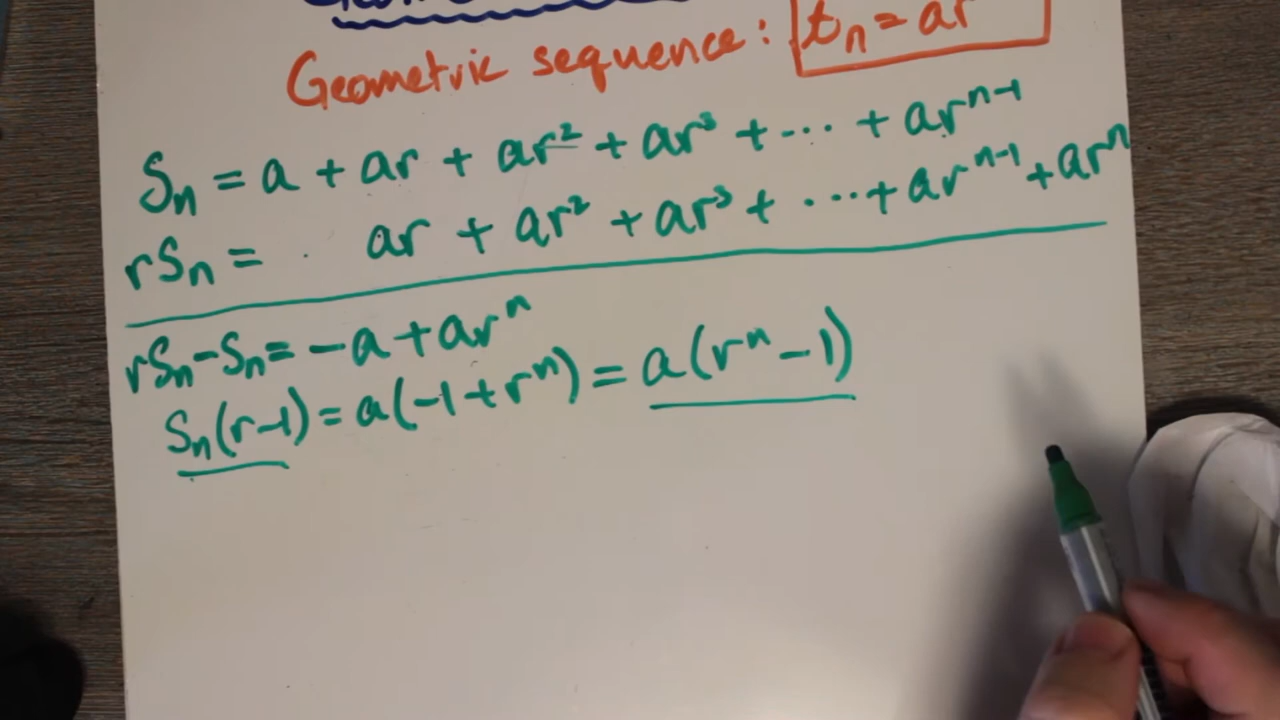 Geometric sequence: tₙ = ar
Sₙ = a + ar + ar² + ar³ + ... + arⁿ⁻¹
rSₙ = ar + ar² + ar³ + ... + arⁿ⁻¹ + arⁿ
rSₙ - Sₙ = -a + arⁿ
Sₙ(r-1) = a(-1+rⁿ) = a(rⁿ-1)